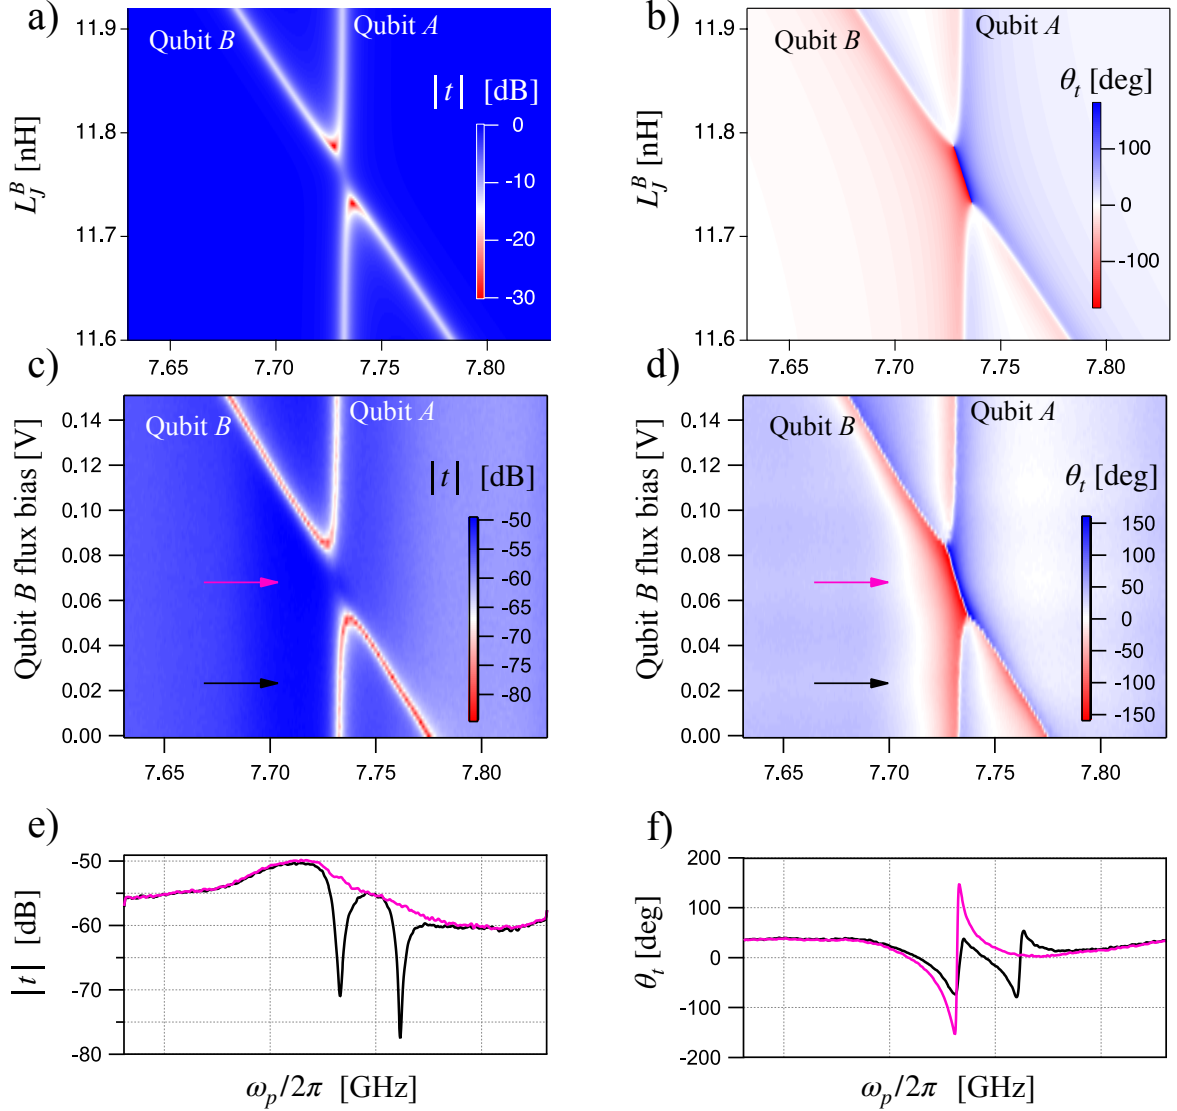 a)
Qubit B
Qubit A
|t| [dB]
0
-10
-20
-30
11.9
11.8
11.7
11.6
L_J^B [nH]
7.65 7.70 7.75 7.80
b)
Qubit B
Qubit A
θ_t [deg]
100
0
-100
11.9
11.8
11.7
11.6
L_J^B [nH]
7.65 7.70 7.75 7.80
c)
Qubit B
Qubit A
|t| [dB]
-50
-55
-60
-65
-70
-75
-80
0.14
0.12
0.10
0.08
0.06
0.04
0.02
0.00
Qubit B flux bias [V]
7.65 7.70 7.75 7.80
d)
Qubit B
Qubit A
θ_t [deg]
150
100
50
0
-50
-100
-150
0.14
0.12
0.10
0.08
0.06
0.04
0.02
0.00
Qubit B flux bias [V]
7.65 7.70 7.75 7.80
e)
-50
-60
-70
-80
|t| [dB]
ω_p/2π [GHz]
f)
200
100
0
-100
-200
θ_t [deg]
ω_p/2π [GHz]